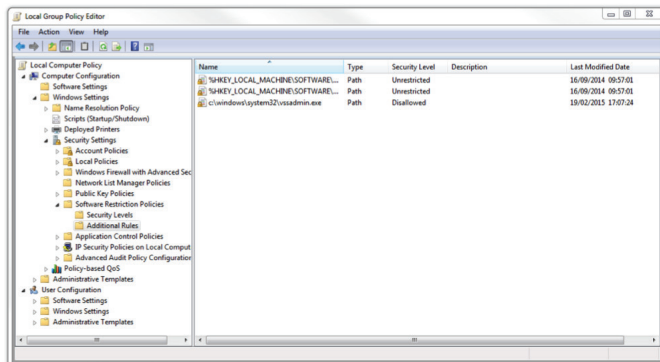 Local Group Policy Editor
File Action View Help
Local Computer Policy
Computer Configuration
Software Settings
Windows Settings
Name Resolution Policy
Scripts (Startup/Shutdown)
Deployed Printers
Security Settings
Account Policies
Local Policies
Windows Firewall with Advanced Sec
Network List Manager Policies
Public Key Policies
Software Restriction Policies
Security Levels
Additional Rules
Application Control Policies
IP Security Policies on Local Comput
Advanced Audit Policy Configuration
Policy-based QoS
Administrative Templates
User Configuration
Software Settings
Windows Settings
Administrative Templates
Name Type Security Level Description Last Modified Date
%HKEY_LOCAL_MACHINE\SOFTWARE\... Path Unrestricted 16/09/2014 09:57:01
%HKEY_LOCAL_MACHINE\SOFTWARE\... Path Unrestricted 16/09/2014 09:57:01
c:\windows\system32\vssadmin.exe Path Disallowed 19/02/2015 17:07:24